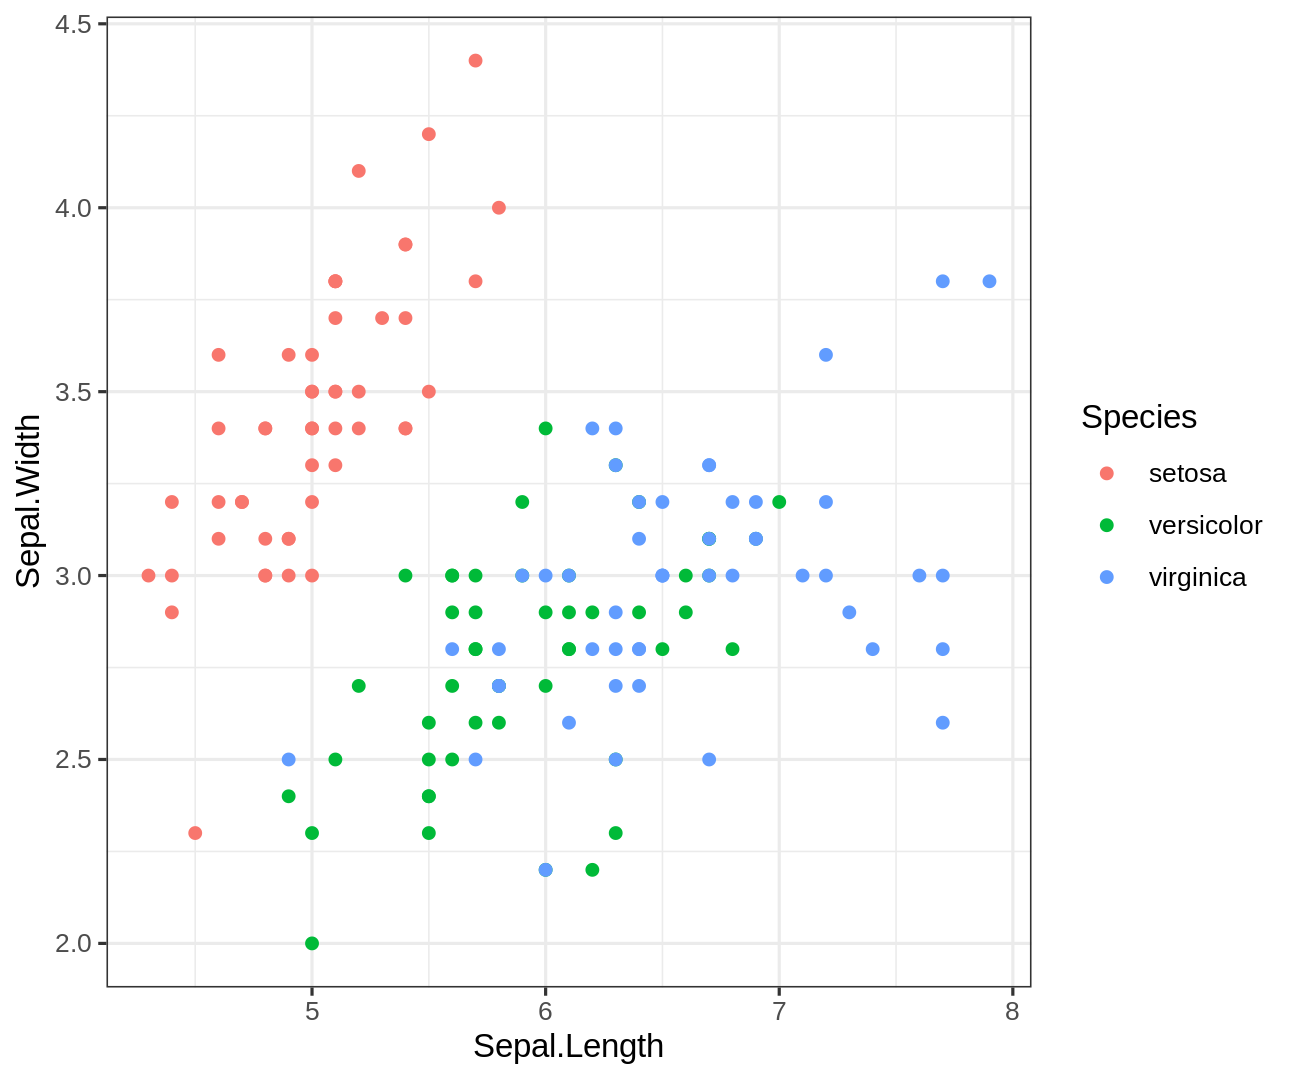 4.5
4.0
3.5
3.0
2.5
2.0
Sepal.Width
5 6 7 8
Sepal.Length
Species
setosa
versicolor
virginica